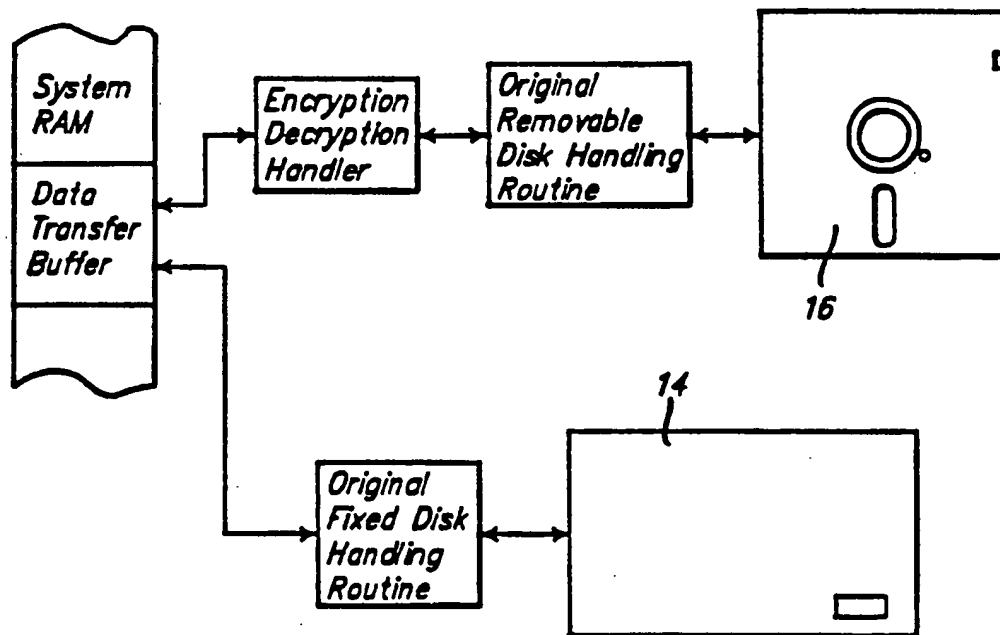 System
RAM
Data
Transfer
Buffer
Encryption
Decryption
Handler
Original
Removable
Disk Handling
Routine
16
14
Original
Fixed Disk
Handling
Routine